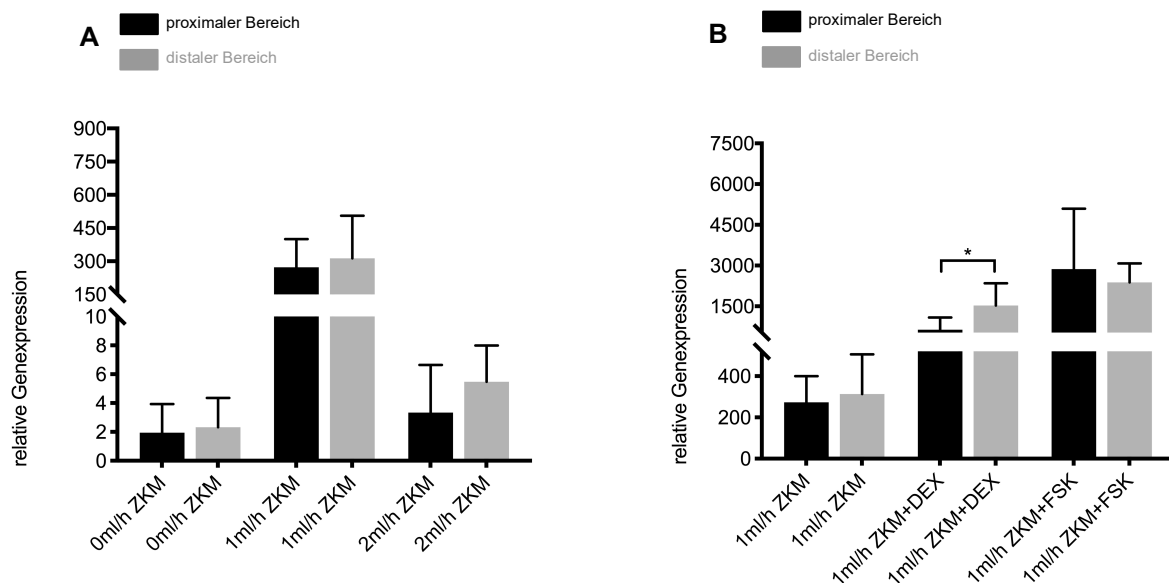 A
proximaler Bereich
distaler Bereich
relative Genexpression
900
750
600
450
300
150
10
8
6
4
2
0
0ml/h ZKM
0ml/h ZKM
1ml/h ZKM
1ml/h ZKM
2ml/h ZKM
2ml/h ZKM
B
proximaler Bereich
distaler Bereich
relative Genexpression
7500
6000
4500
3000
1500
400
200
0
*
1ml/h ZKM
1ml/h ZKM
1ml/h ZKM+DEX
1ml/h ZKM+DEX
1ml/h ZKM+FSK
1ml/h ZKM+FSK